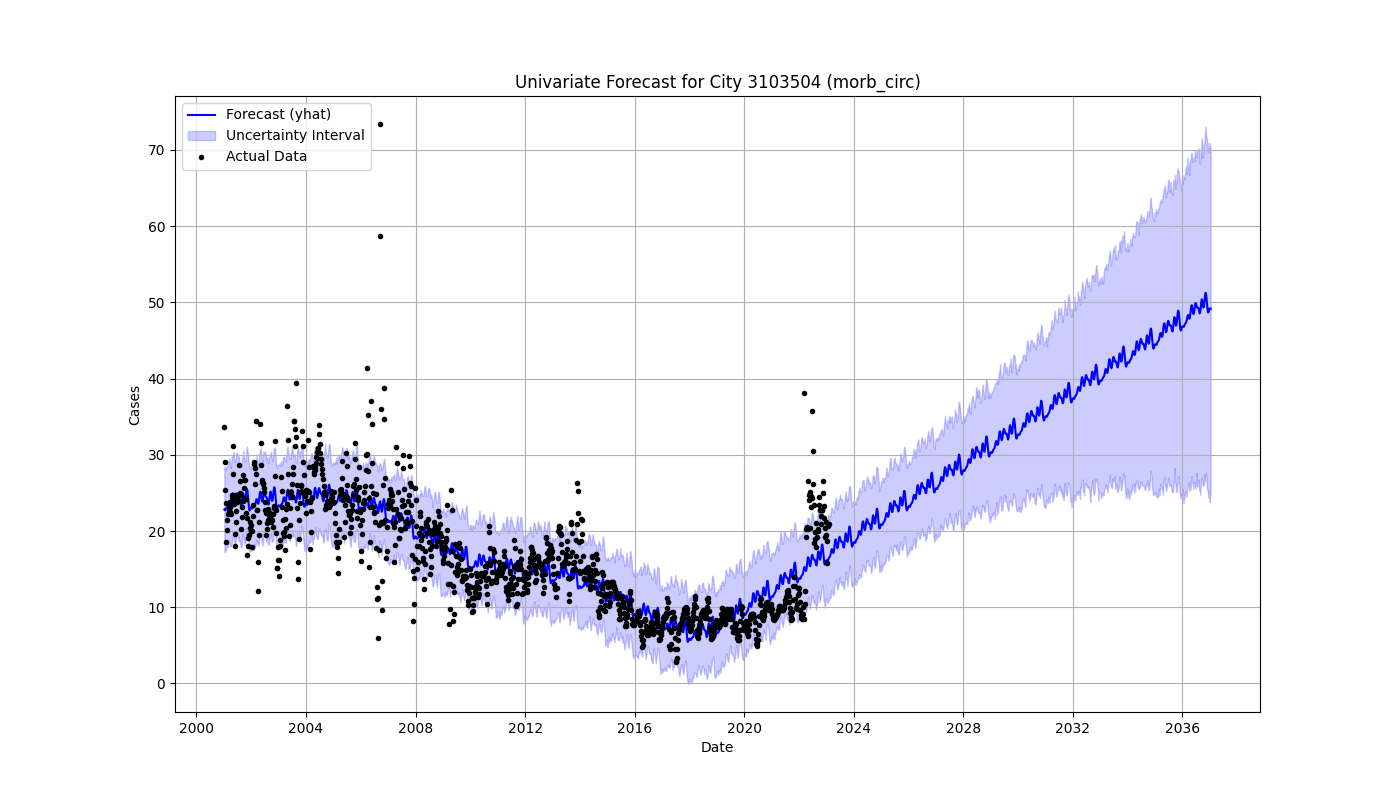 Univariate Forecast for City 3103504 (morb_circ)
Forecast (yhat)
Uncertainty Interval
Actual Data
70
60
50
40
30
20
10
0
Cases
2000 2004 2008 2012 2016 2020 2024 2028 2032 2036
Date